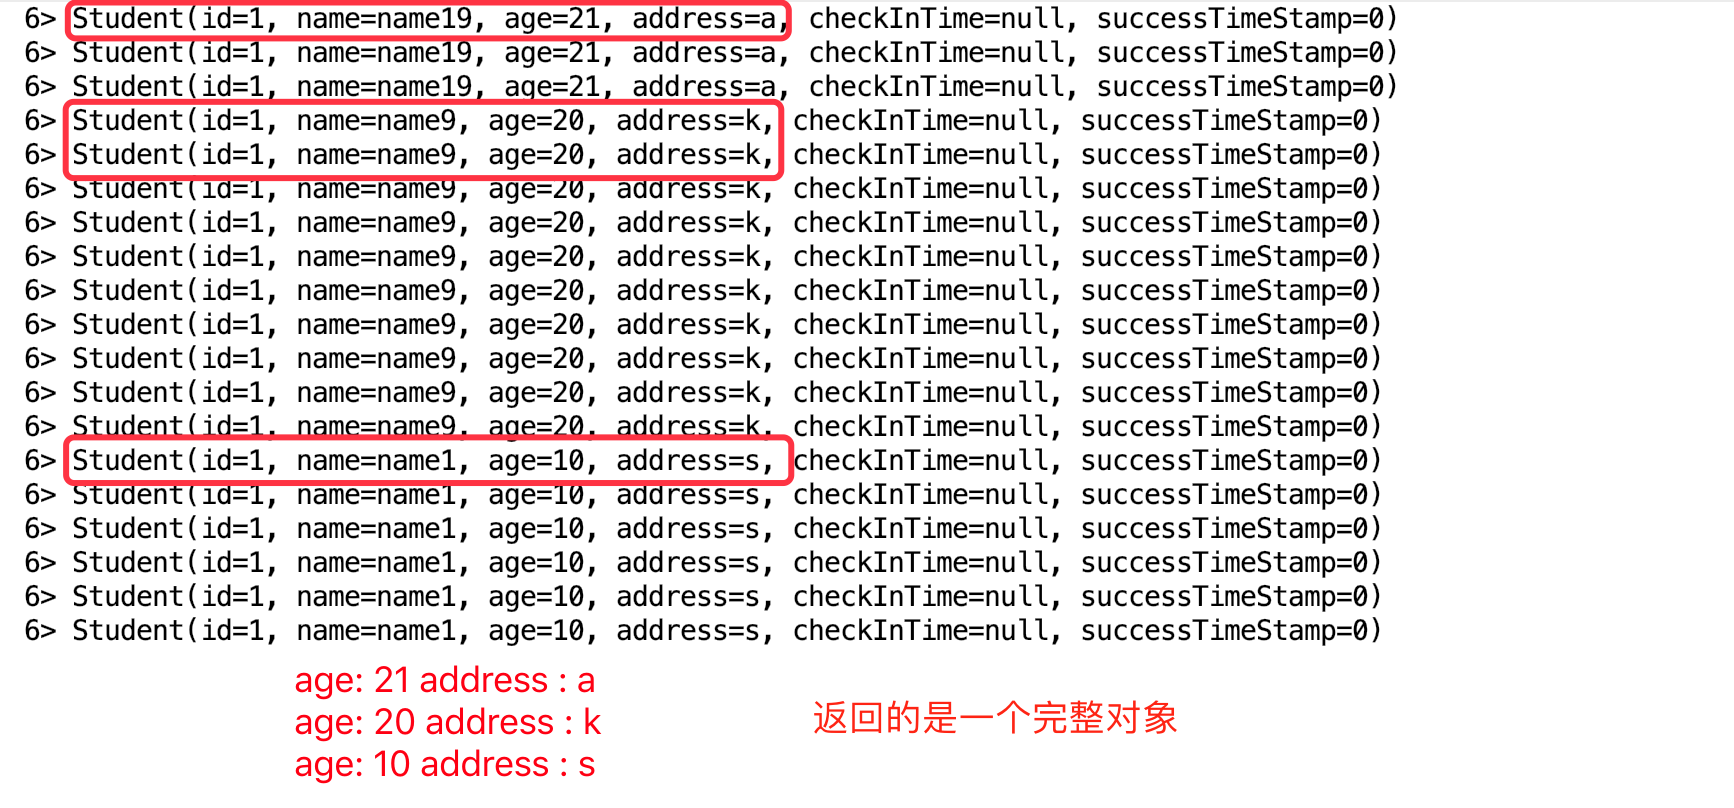 6> Student(id=1, name=name19, age=21, address=a, checkInTime=null, successTimeStamp=0)
6> Student(id=1, name=name19, age=21, address=a, checkInTime=null, successTimeStamp=0)
6> Student(id=1, name=name19, age=21, address=a, checkInTime=null, successTimeStamp=0)
6> Student(id=1, name=name9, age=20, address=k, checkInTime=null, successTimeStamp=0)
6> Student(id=1, name=name9, age=20, address=k, checkInTime=null, successTimeStamp=0)
6> Student(id=1, name=name9, age=20, address=k, checkInTime=null, successTimeStamp=0)
6> Student(id=1, name=name9, age=20, address=k, checkInTime=null, successTimeStamp=0)
6> Student(id=1, name=name9, age=20, address=k, checkInTime=null, successTimeStamp=0)
6> Student(id=1, name=name9, age=20, address=k, checkInTime=null, successTimeStamp=0)
6> Student(id=1, name=name9, age=20, address=k, checkInTime=null, successTimeStamp=0)
6> Student(id=1, name=name9, age=20, address=k, checkInTime=null, successTimeStamp=0)
6> Student(id=1, name=name9, age=20, address=k, checkInTime=null, successTimeStamp=0)
6> Student(id=1, name=name9, age=20, address=k, checkInTime=null, successTimeStamp=0)
6> Student(id=1, name=name1, age=10, address=s, checkInTime=null, successTimeStamp=0)
6> Student(id=1, name=name1, age=10, address=s, checkInTime=null, successTimeStamp=0)
6> Student(id=1, name=name1, age=10, address=s, checkInTime=null, successTimeStamp=0)
6> Student(id=1, name=name1, age=10, address=s, checkInTime=null, successTimeStamp=0)
6> Student(id=1, name=name1, age=10, address=s, checkInTime=null, successTimeStamp=0)
6> Student(id=1, name=name1, age=10, address=s, checkInTime=null, successTimeStamp=0)
age: 21 address : a
age: 20 address : k
age: 10 address : s
返回的是一个完整对象